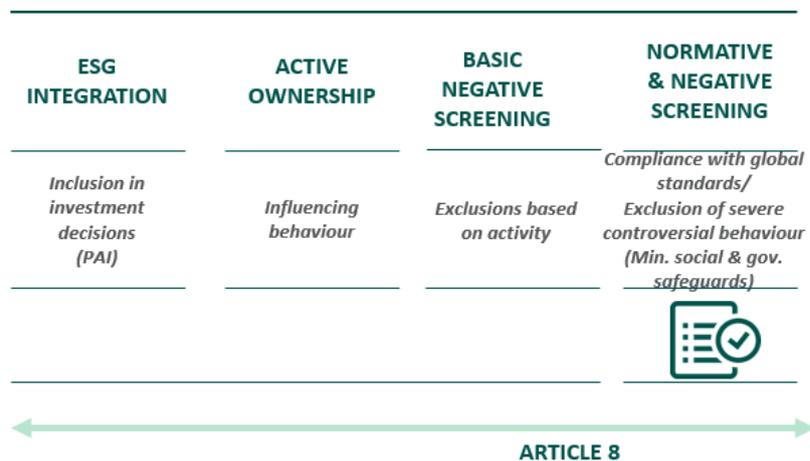 ESG
INTEGRATION
ACTIVE
OWNERSHIP
BASIC
NEGATIVE
SCREENING
NORMATIVE
& NEGATIVE
SCREENING
Inclusion in
investment
decisions
(PAI)
Influencing
behaviour
Exclusions based
on activity
Compliance with global
standards/
Exclusion of severe
controversial behaviour
(Min. social & gov.
safeguards)
ARTICLE 8